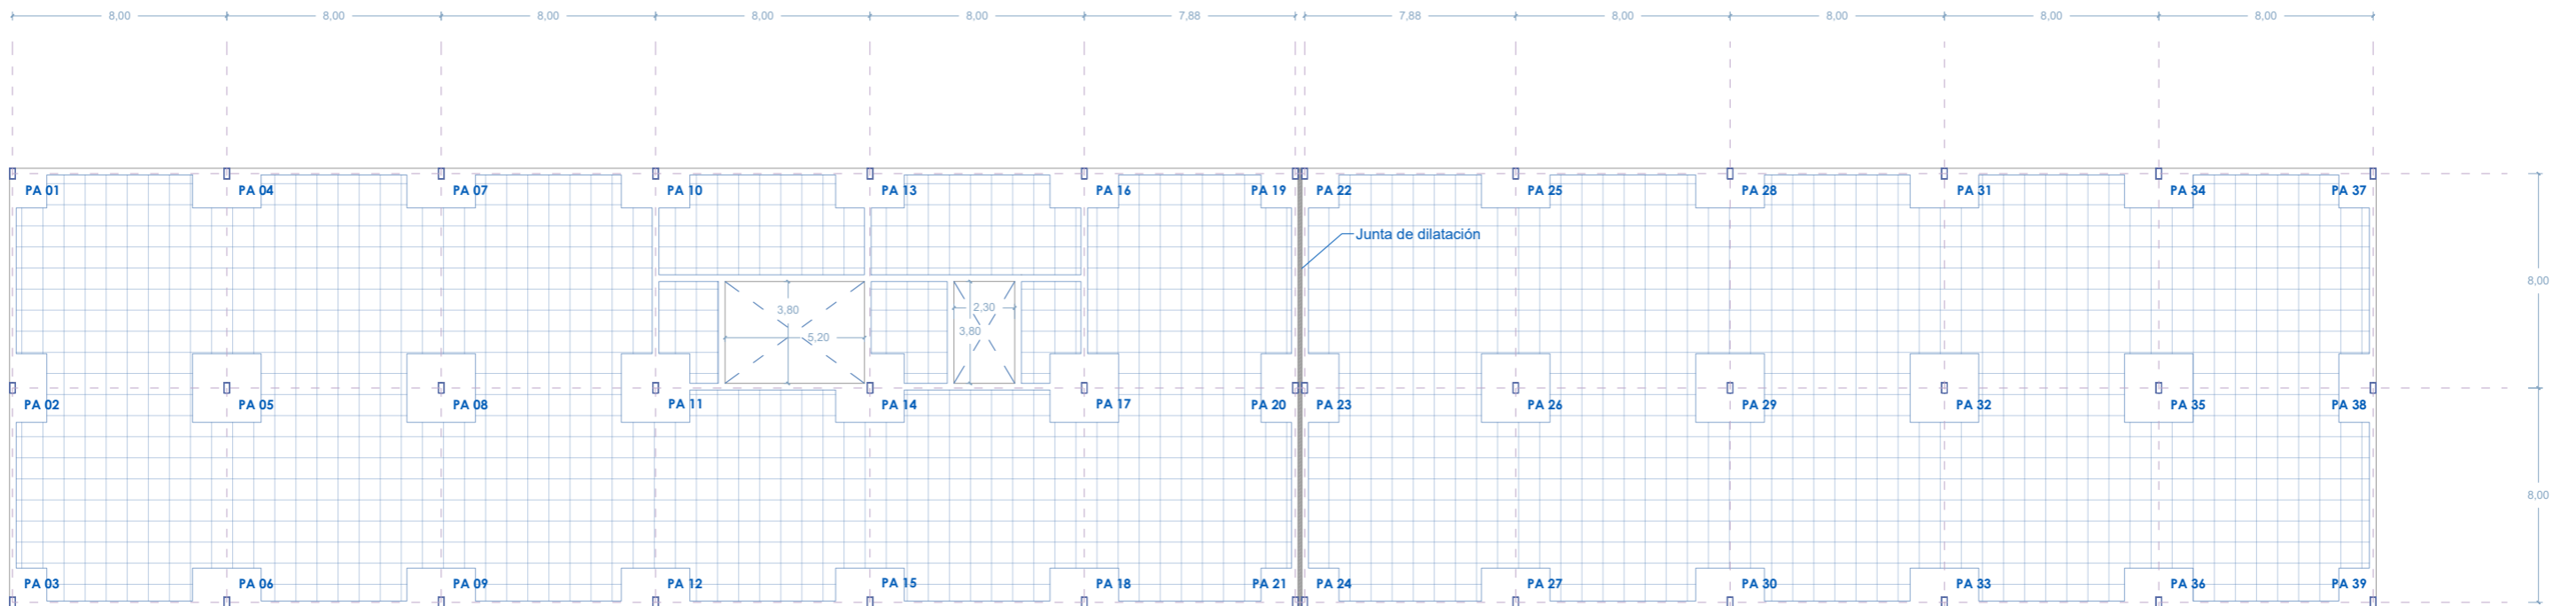 8,00 8,00 8,00 8,00 8,00 7,88 7,88 8,00 8,00 8,00 8,00
PA 01 PA 04 PA 07 PA 10 PA 13 PA 16 PA 19 PA 22 PA 25 PA 28 PA 31 PA 34 PA 37
Junta de dilatación
8,00
3,80 2,30
5,20 3,80
PA 02 PA 05 PA 08 PA 11 PA 14 PA 17 PA 20 PA 23 PA 26 PA 29 PA 32 PA 35 PA 38
8,00
PA 03 PA 06 PA 09 PA 12 PA 15 PA 18 PA 21 PA 24 PA 27 PA 30 PA 33 PA 36 PA 39